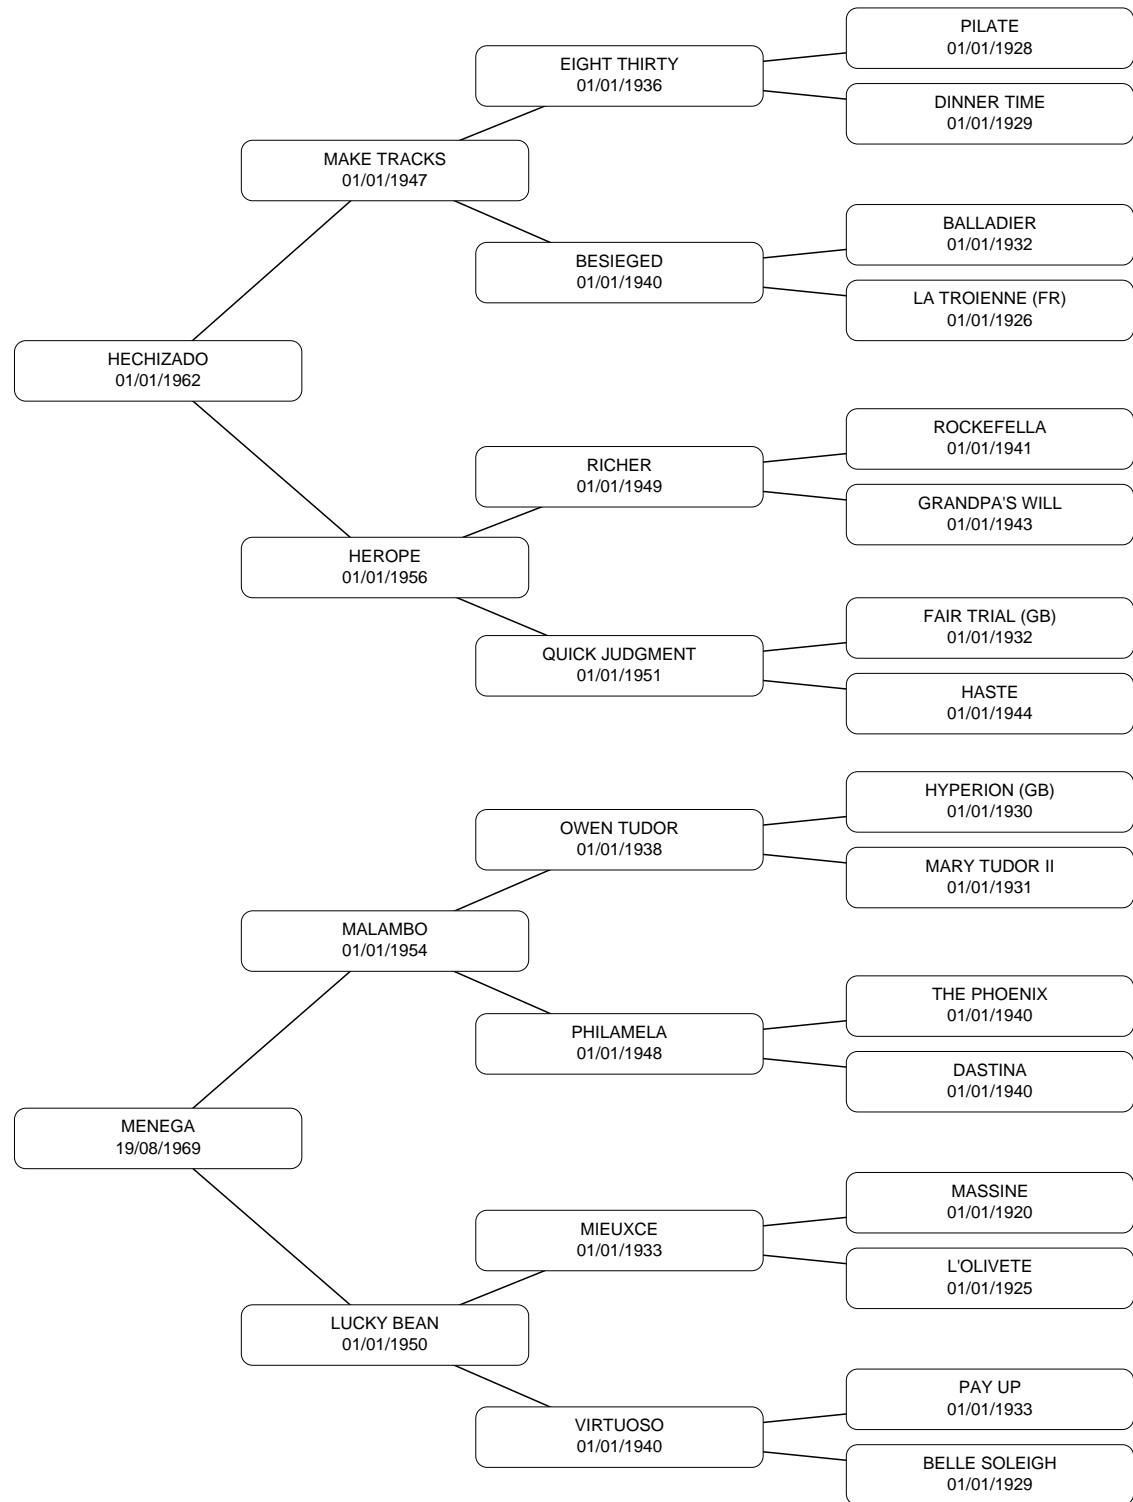 PILATE
01/01/1928
EIGHT THIRTY
01/01/1936
DINNER TIME
01/01/1929
MAKE TRACKS
01/01/1947
BALLADIER
01/01/1932
BESIEGED
01/01/1940
LA TROIENNE (FR)
01/01/1926
HECHIZADO
01/01/1962
ROCKEFELLA
01/01/1941
RICHER
01/01/1949
GRANDPA'S WILL
01/01/1943
HEROPE
01/01/1956
FAIR TRIAL (GB)
01/01/1932
QUICK JUDGMENT
01/01/1951
HASTE
01/01/1944
HYPERION (GB)
01/01/1930
OWEN TUDOR
01/01/1938
MARY TUDOR II
01/01/1931
MALAMBO
01/01/1954
THE PHOENIX
01/01/1940
PHILAMELA
01/01/1948
DASTINA
01/01/1940
MENEGA
19/08/1969
MASSINE
01/01/1920
MIEUXCE
01/01/1933
L'OLIVETE
01/01/1925
LUCKY BEAN
01/01/1950
PAY UP
01/01/1933
VIRTUOSO
01/01/1940
BELLE SOLEIGH
01/01/1929